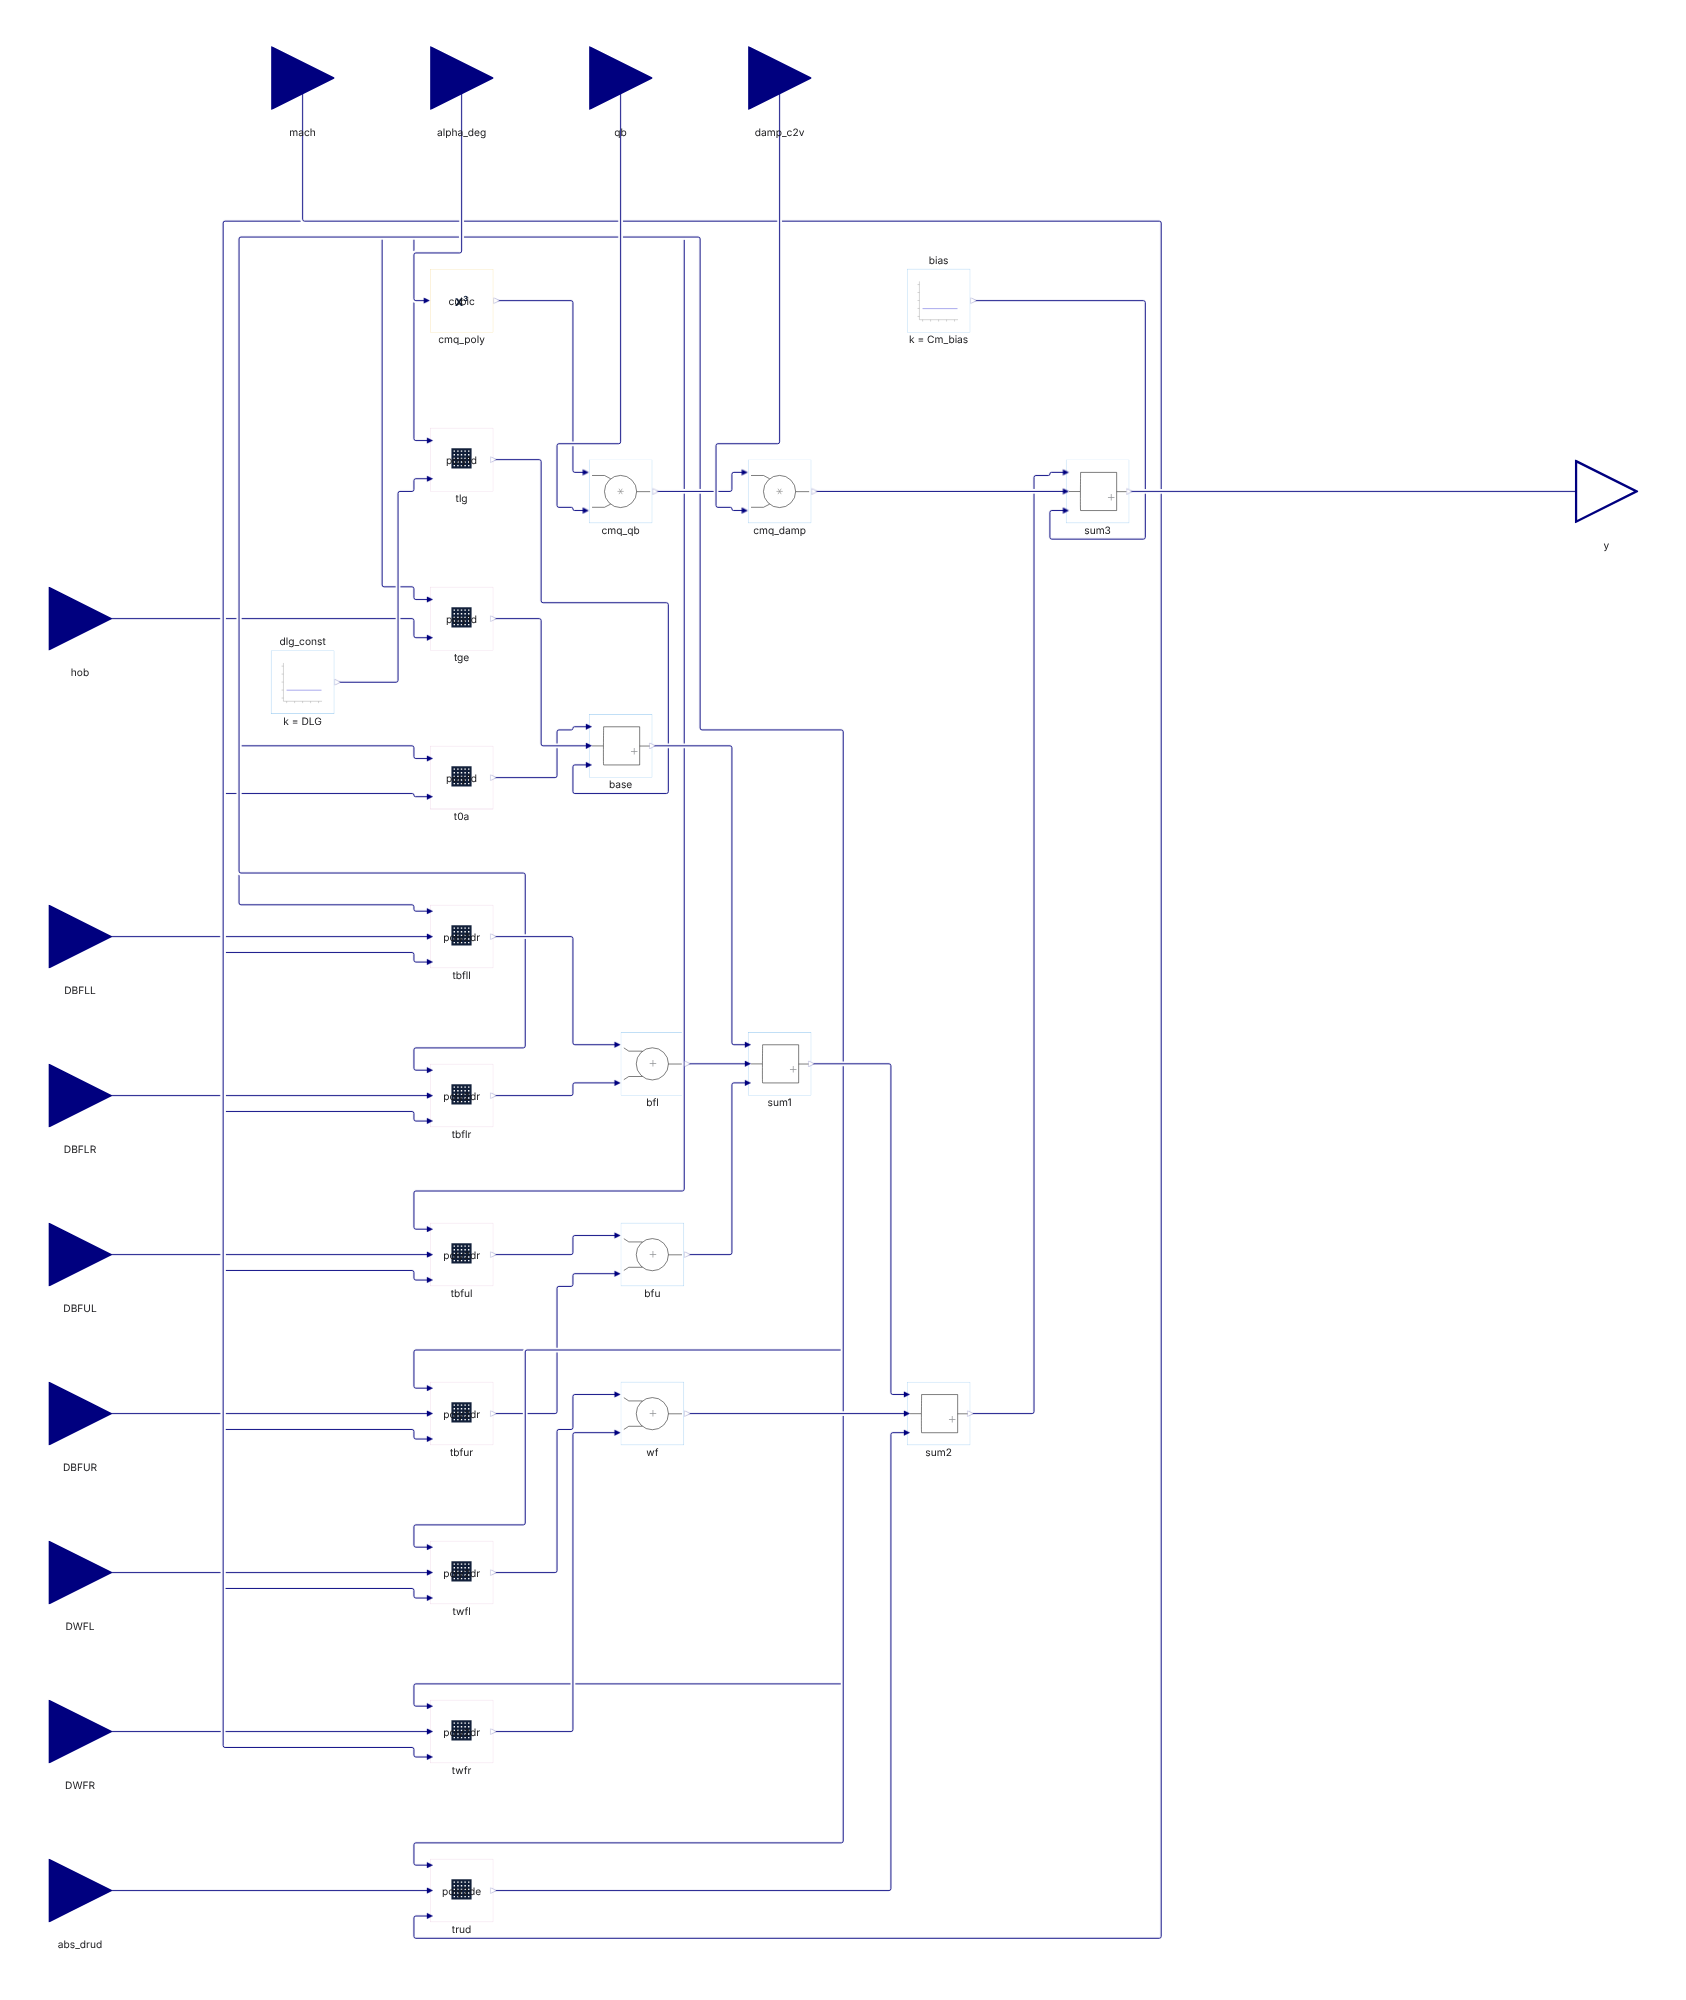 mach
alpha_deg
qb
damp_c2v
bias
k = Cm_bias
cmq_poly
tlg
cmq_qb
cmq_damp
sum3
y
hob
tge
dlg_const
k = DLG
base
t0a
DBFLL
tbfll
DBFLR
tbflr
bfl
sum1
DBFUL
tbful
bfu
DBFUR
tbfur
wf
sum2
DWFL
twfl
DWFR
twfr
abs_drud
trud